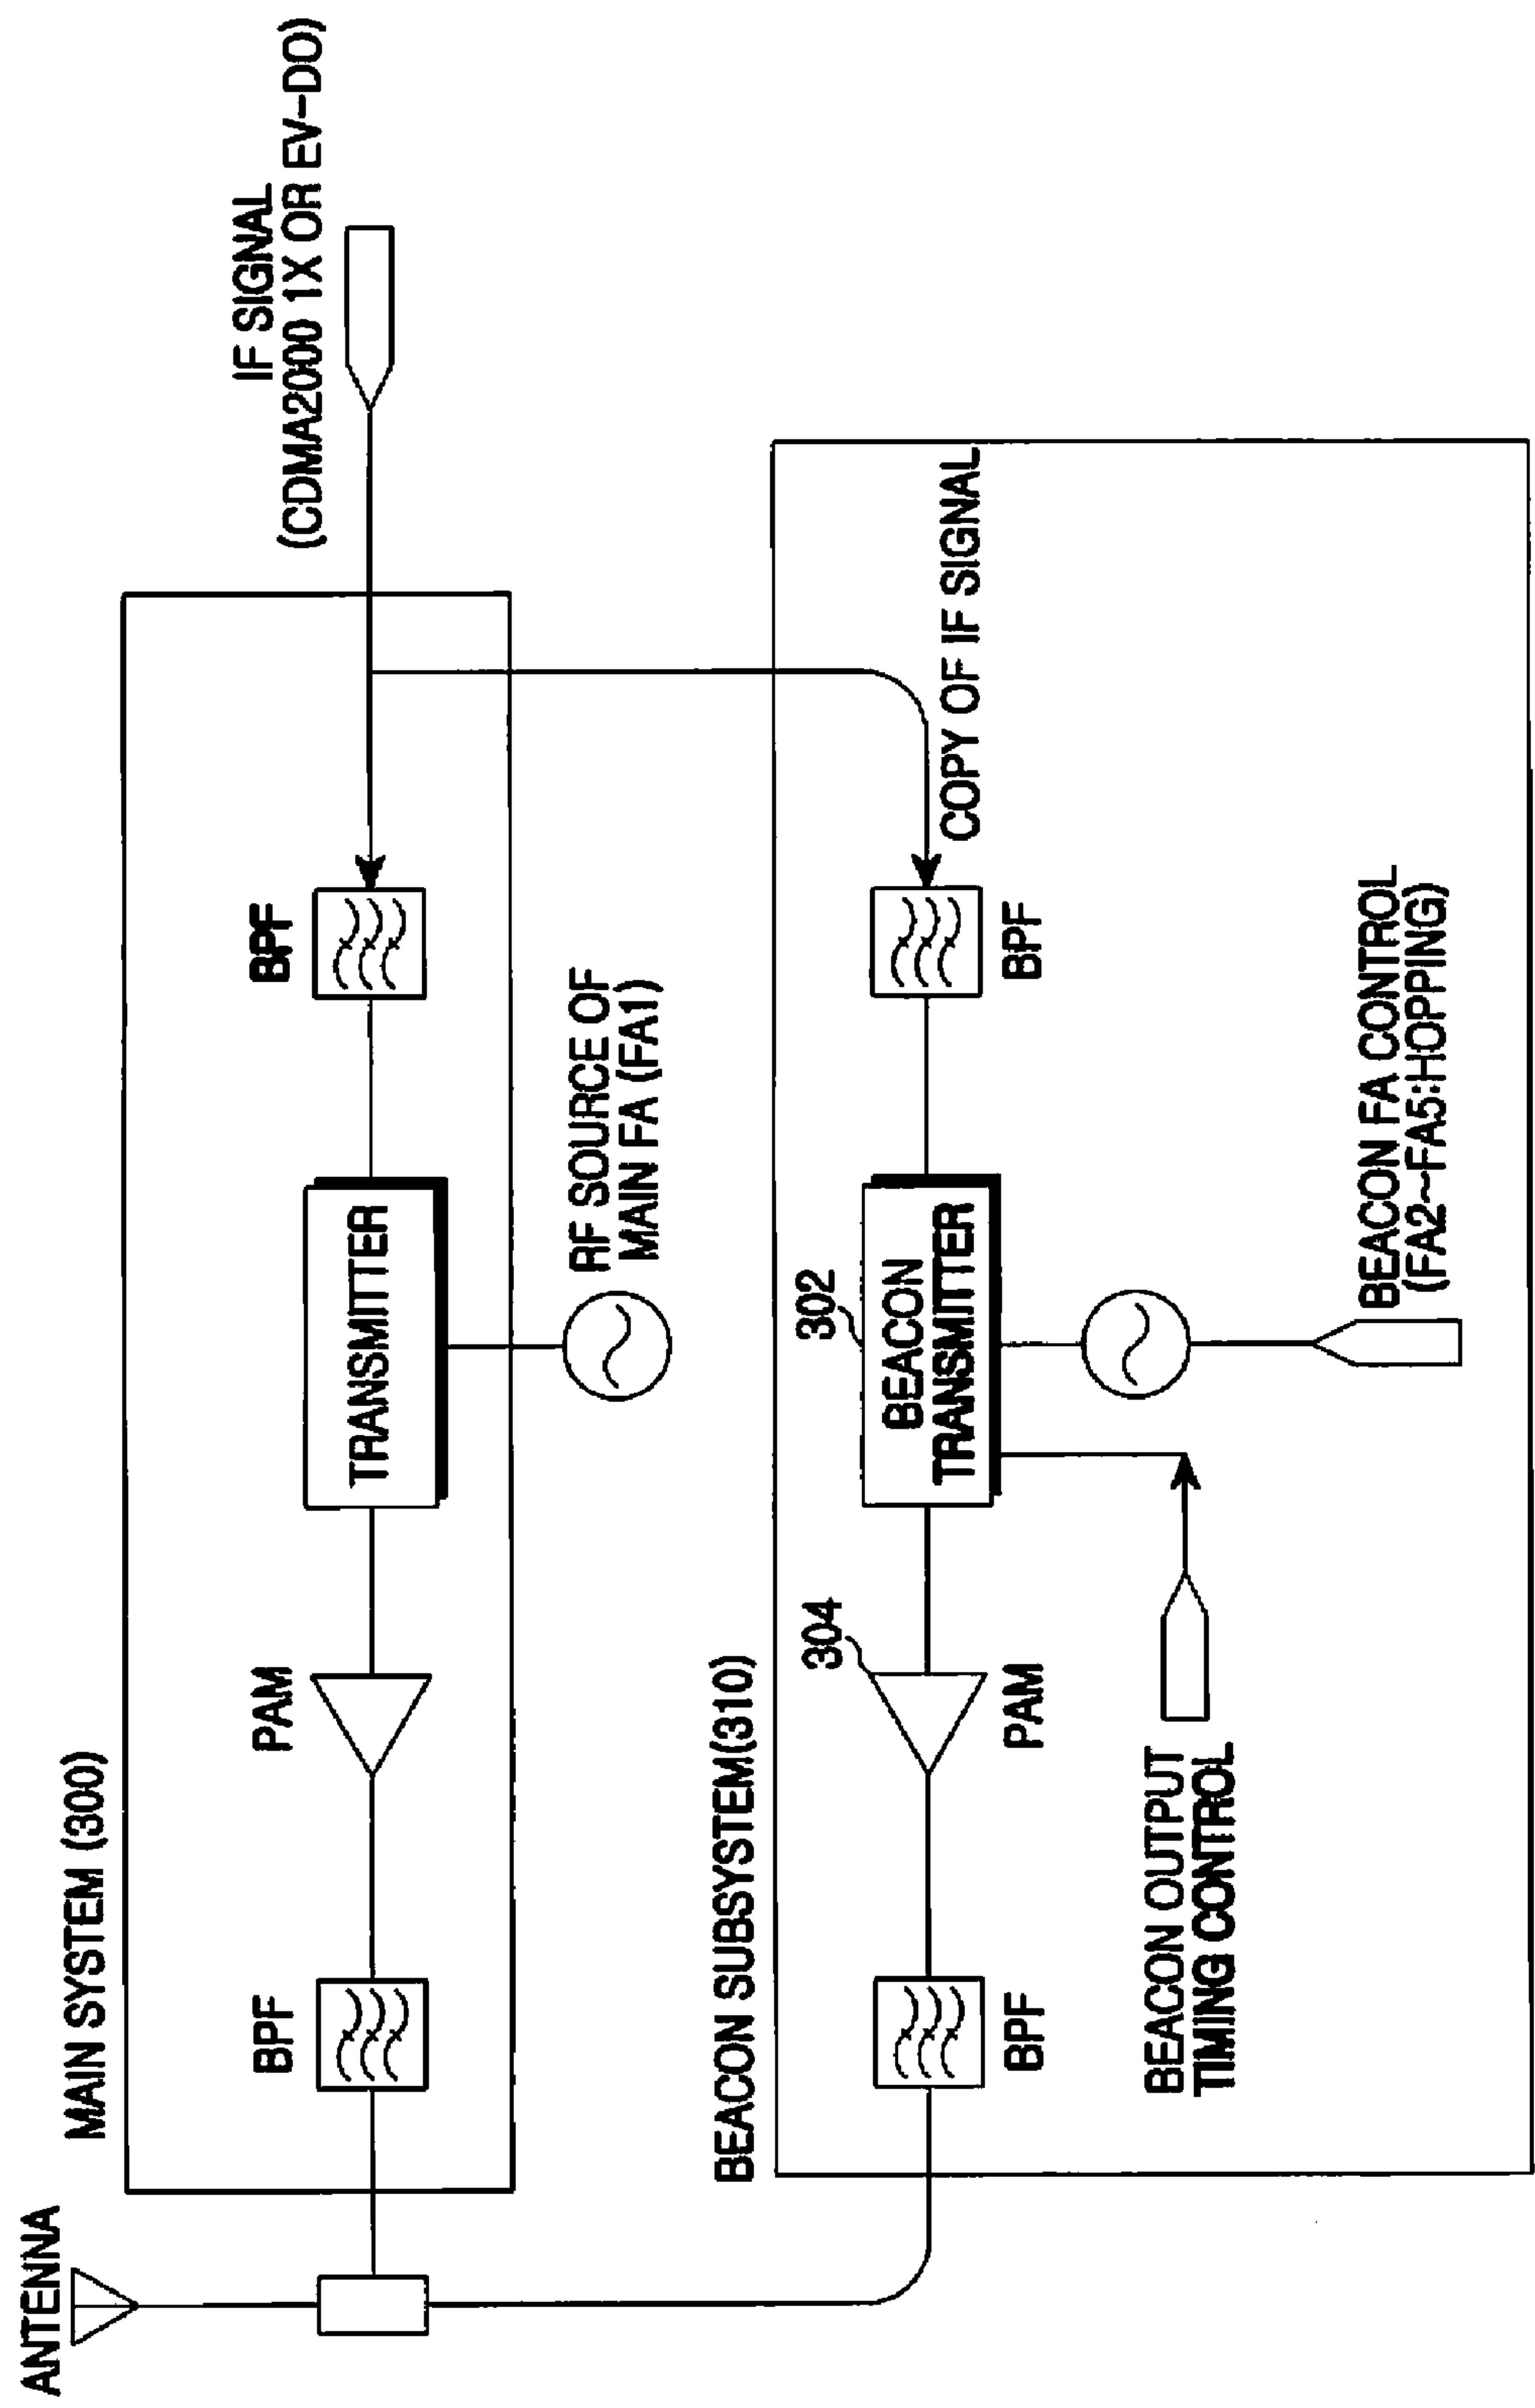 ANTENNA
MAIN SYSTEM (300)
BPF
PAM
TRANSMITTER
BPF
IF SIGNAL
(CDMA2000 1X OR EV-DO)
RF SOURCE OF
MAIN FA (FA1)
BEACON SUBSYSTEM(310)
BPF
304
PAM
302
BEACON
TRANSMITTER
BPF
COPY OF IF SIGNAL
BEACON OUTPUT
TIMING CONTROL
BEACON FA CONTROL
(FA2~FA5:HOPPING)